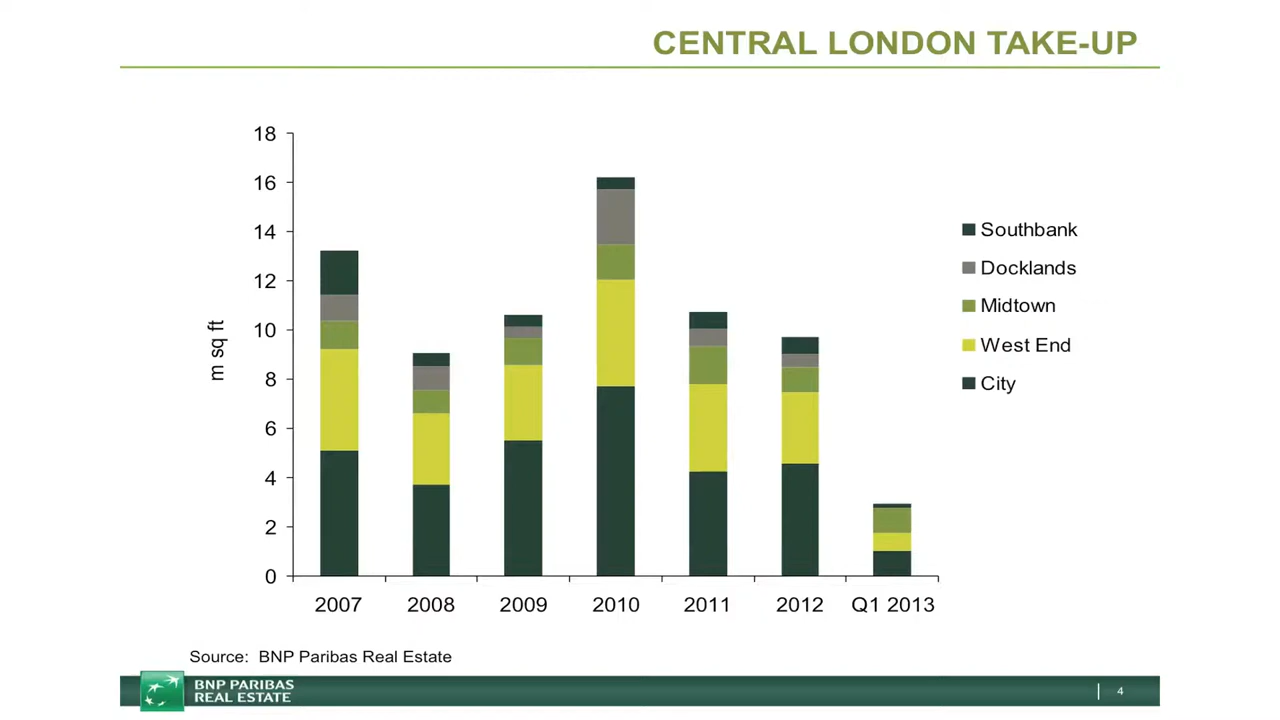 CENTRAL LONDON TAKE-UP
18
16
14
12
10
8
6
4
2
0
m sq ft
2007 2008 2009 2010 2011 2012 Q1 2013
Southbank
Docklands
Midtown
West End
City
Source: BNP Paribas Real Estate
BNP PARIBAS
REAL ESTATE
4